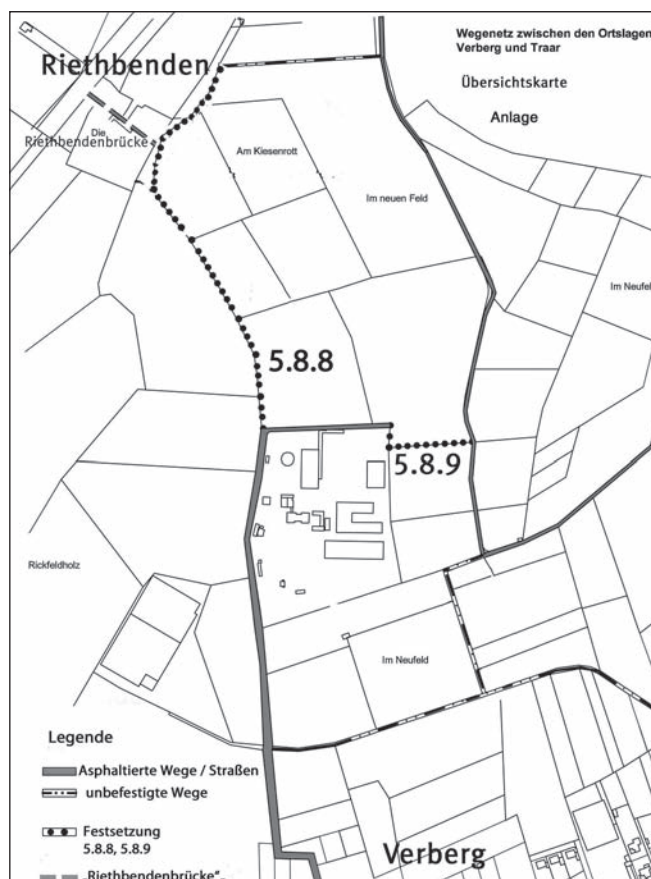 Wegenetz zwischen den Ortslagen
Verberg und Traar
Übersichtskarte
Anlage
Riethbenden
Die
Riethbendenbrücke
Am Kiesenrott
Im neuen Feld
Im Neufel
5.8.8
5.8.9
Rickfeldholz
Im Neufeld
Legende
Asphaltierte Wege / Straßen
unbefestigte Wege
Festsetzung
5.8.8, 5.8.9
„Riethbendenbrücke"
Verberg